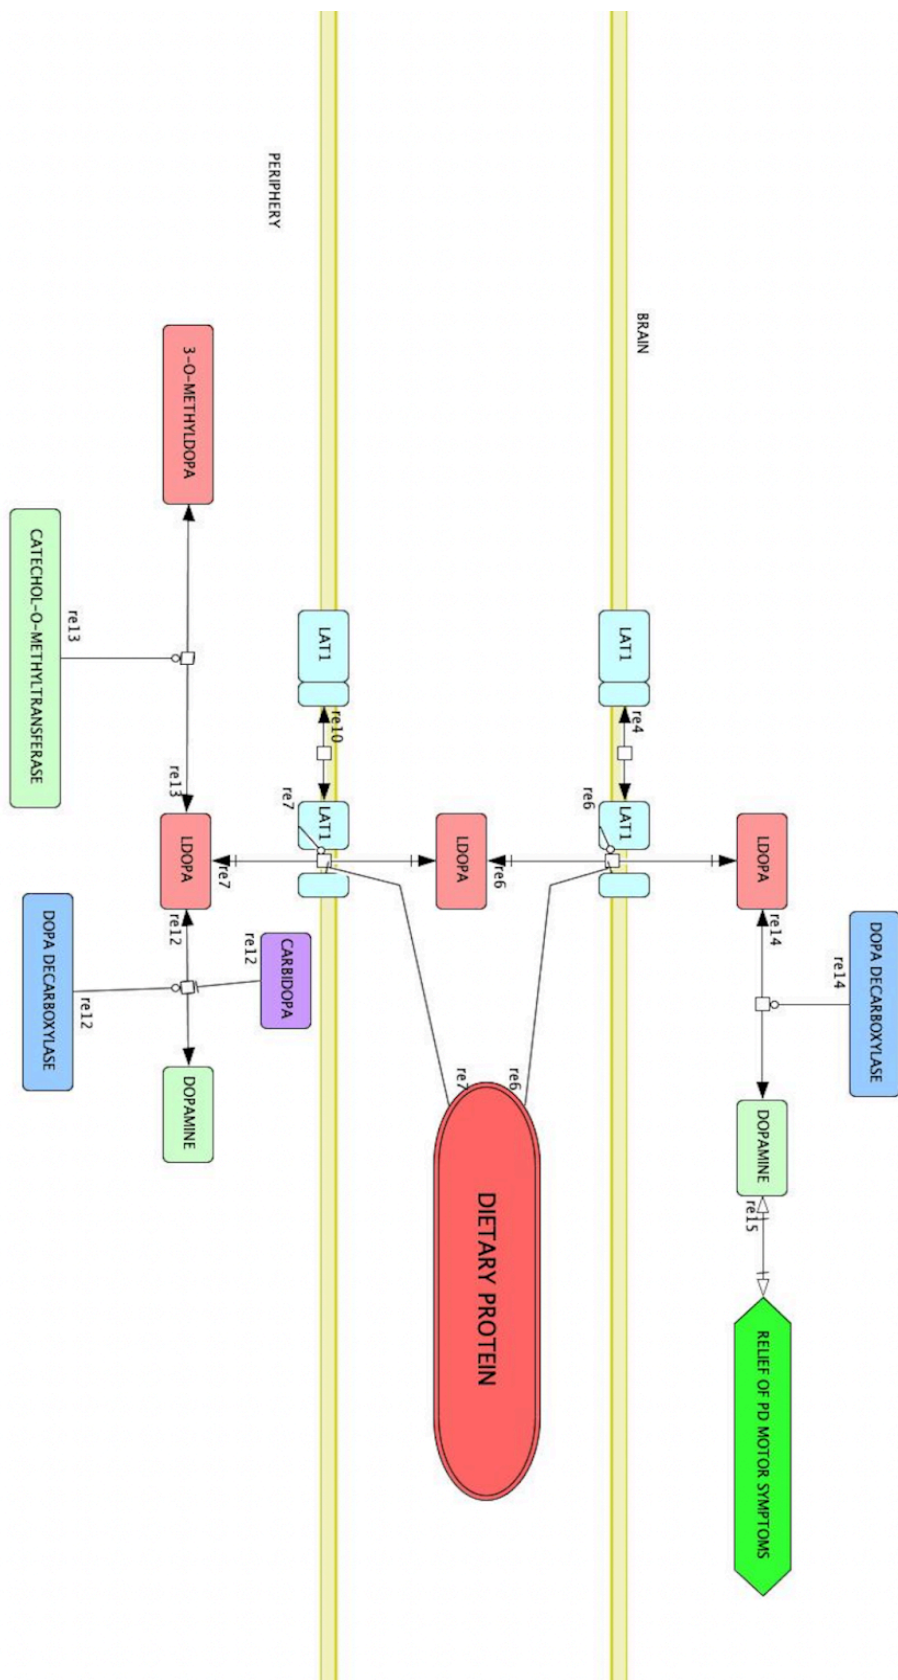 DOPA DECARBOXYLASE
re14
re14
LDOPA
DOPAMINE
RELIEF OF PD MOTOR SYMPTOMS
re15
BRAIN
re4
LAT1
LAT1
re6
re6
re6
LDOPA
DIETARY PROTEIN
re7
re10
LAT1
LAT1
re7
PERIPHERY
CARBIDOPA
re12
re7
3-O-METHYLDOPA
LDOPA
DOPAMINE
re13
re12
re13
re12
CATECHOL-O-METHYLTRANSFERASE
DOPA DECARBOXYLASE